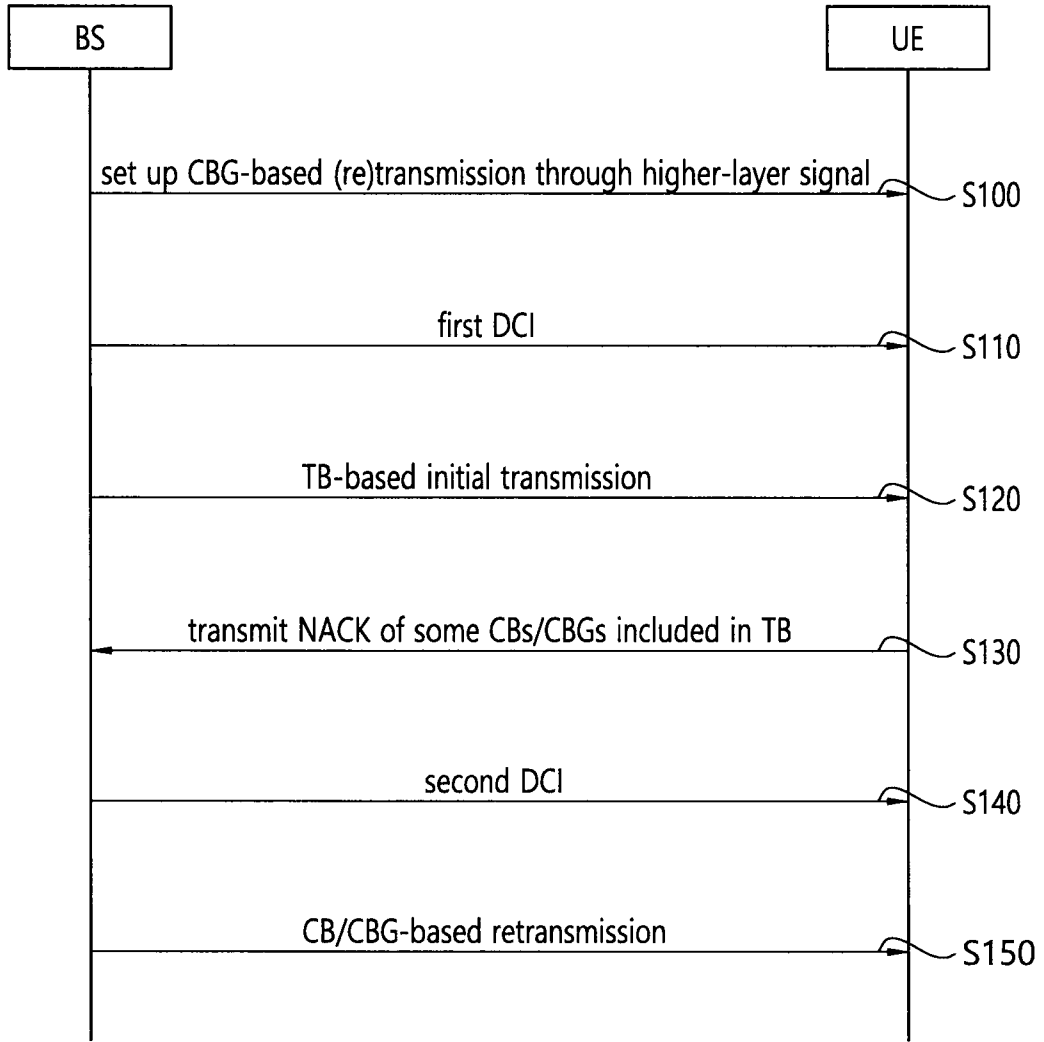 BS
UE
set up CBG-based (re)transmission through higher-layer signal
S100
first DCI
S110
TB-based initial transmission
S120
transmit NACK of some CBs/CBGs included in TB
S130
second DCI
S140
CB/CBG-based retransmission
S150